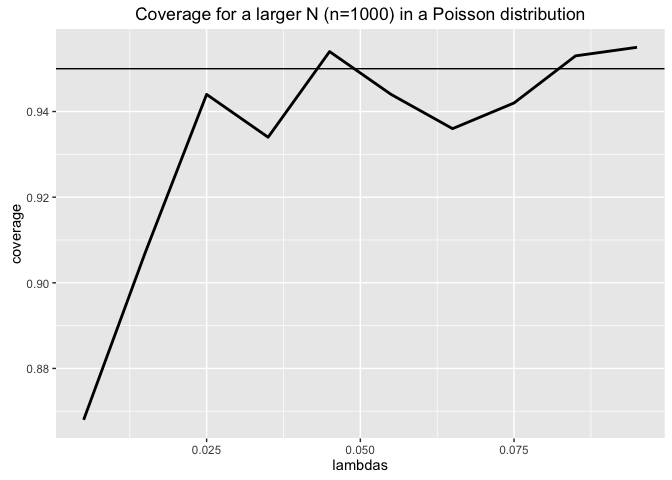 Coverage for a larger N (n=1000) in a Poisson distribution
coverage
0.94
0.92
0.90
0.88
0.025
0.050
0.075
lambdas